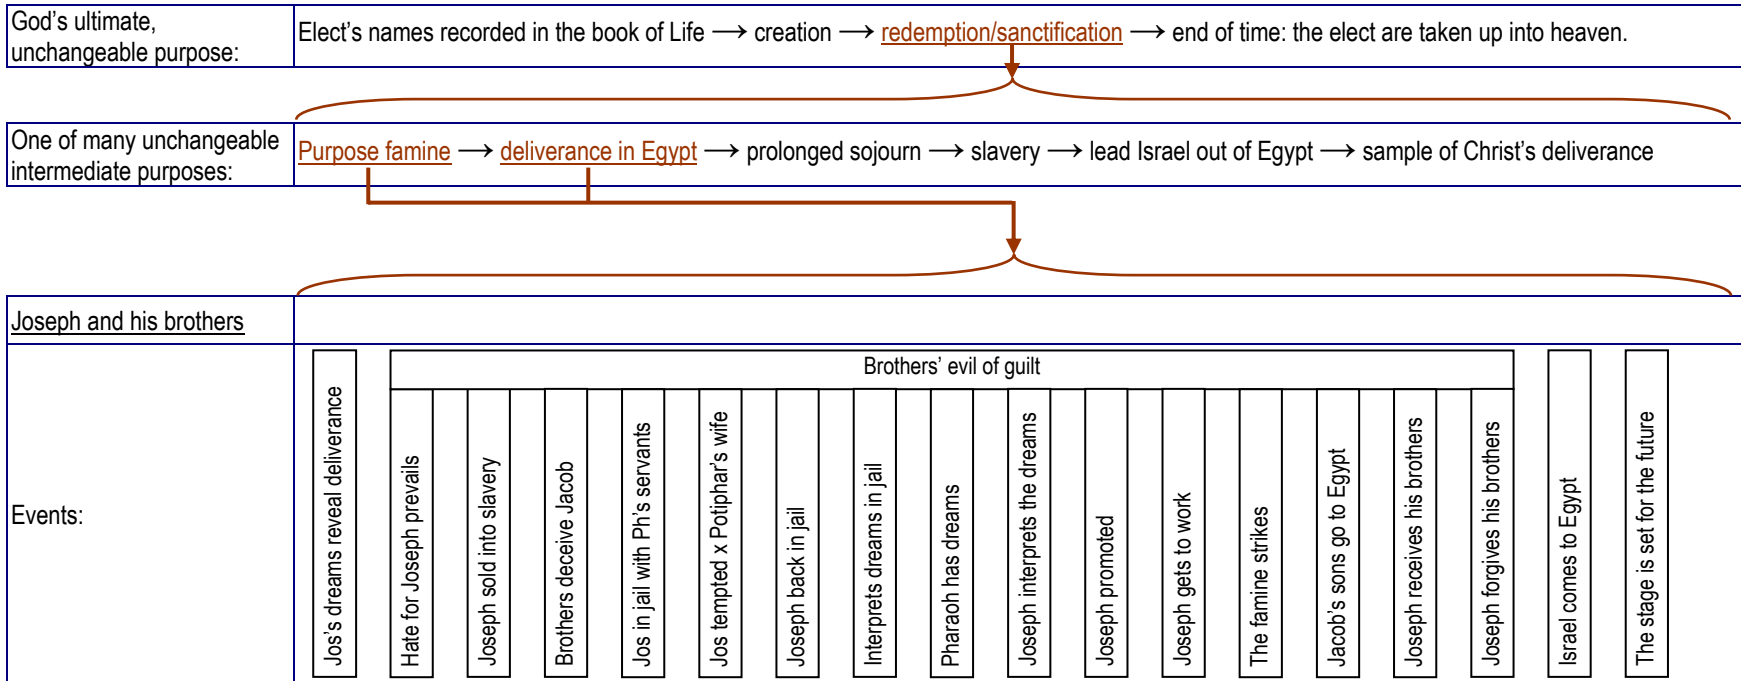 God’s ultimate,
unchangeable purpose:
Elect’s names recorded in the book of Life → creation → redemption/sanctification → end of time: the elect are taken up into heaven.
One of many unchangeable
intermediate purposes:
Purpose famine → deliverance in Egypt → prolonged sojourn → slavery → lead Israel out of Egypt → sample of Christ’s deliverance
Joseph and his brothers
Events:
Jos’s dreams reveal deliverance
Brothers’ evil of guilt
Hate for Joseph prevails
Joseph sold into slavery
Brothers deceive Jacob
Jos in jail with Ph’s servants
Jos tempted x Potiphar’s wife
Joseph back in jail
Interprets dreams in jail
Pharaoh has dreams
Joseph interprets the dreams
Joseph promoted
Joseph gets to work
The famine strikes
Jacob’s sons go to Egypt
Joseph receives his brothers
Joseph forgives his brothers
Israel comes to Egypt
The stage is set for the future